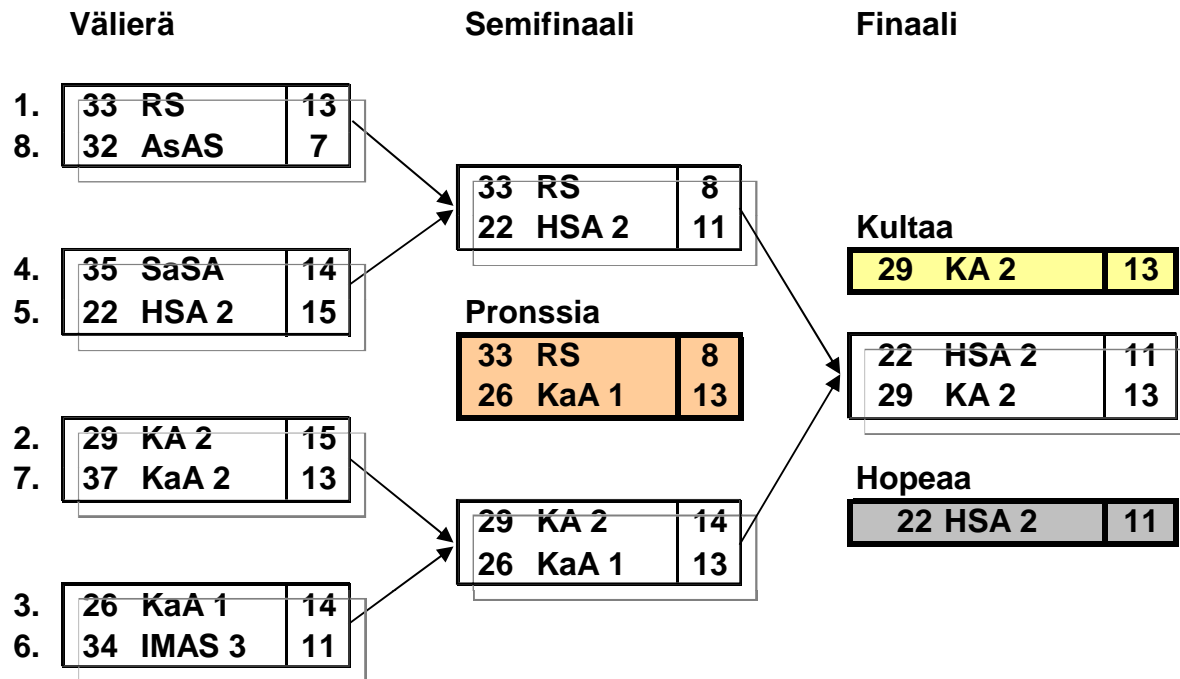 Välierä Semifinaali Finaali
1. 33 RS 13
8. 32 AsAS 7
4. 35 SaSA 14
5. 22 HSA 2 15
2. 29 KA 2 15
7. 37 KaA 2 13
3. 26 KaA 1 14
6. 34 IMAS 3 11
33 RS 8
22 HSA 2 11
Pronssia
33 RS 8
26 KaA 1 13
29 KA 2 14
26 KaA 1 13
Kultaa
29 KA 2 13
22 HSA 2 11
29 KA 2 13
Hopeaa
22 HSA 2 11